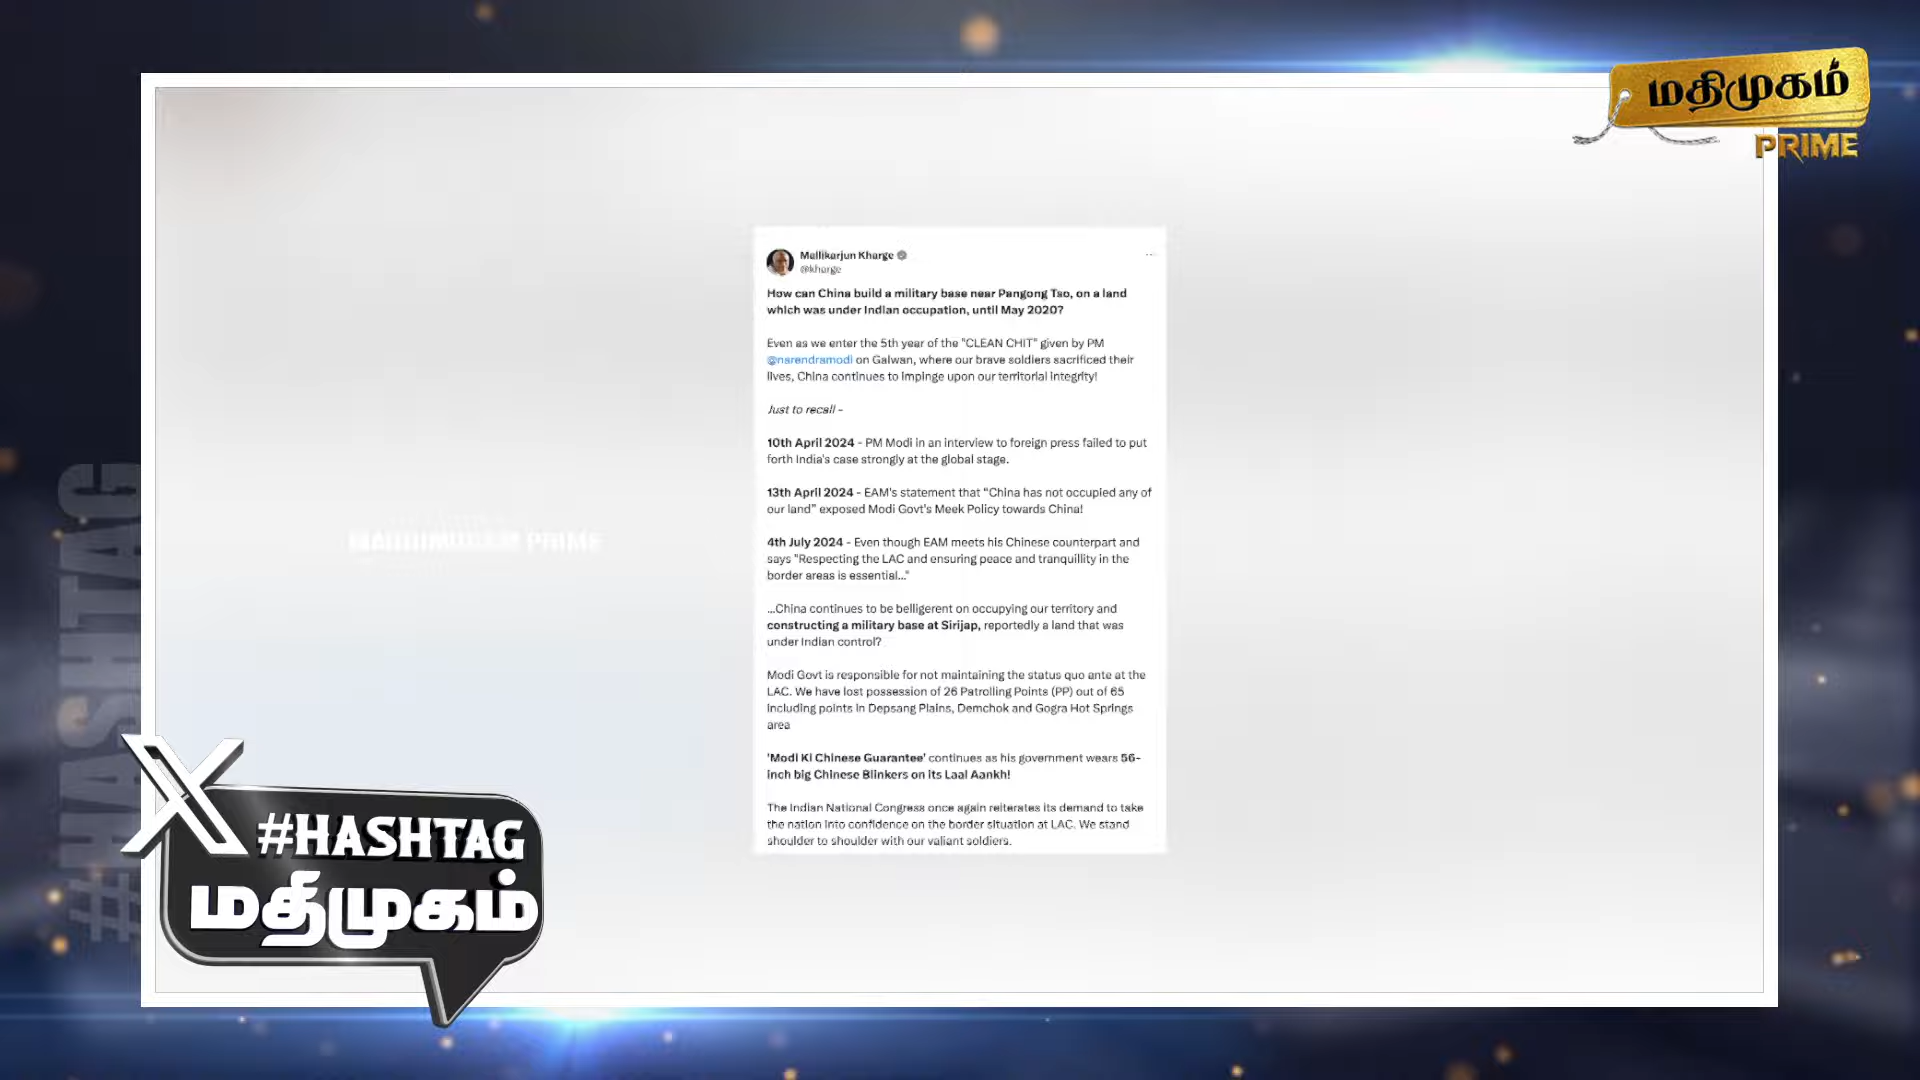 மதிமுகம்
PRIME
Mallikarjun Kharge
@kharge
How can China build a military base near Pangong Tso, on a land
which was under Indian occupation, until May 2020?
Even as we enter the 5th year of the "CLEAN CHIT" given by PM
@narendramodi on Galwan, where our brave soldiers sacrificed their
lives, China continues to impinge upon our territorial integrity!
Just to recall -
10th April 2024 - PM Modi in an interview to foreign press failed to put
forth India's case strongly at the global stage.
13th April 2024 - EAM's statement that "China has not occupied any of
our land" exposed Modi Govt's Meek Policy towards China!
4th July 2024 - Even though EAM meets his Chinese counterpart and
says "Respecting the LAC and ensuring peace and tranquillity in the
border areas is essential..."
...China continues to be belligerent on occupying our territory and
constructing a military base at Sirijap, reportedly a land that was
under Indian control?
Modi Govt is responsible for not maintaining the status quo ante at the
LAC. We have lost possession of 26 Patrolling Points (PP) out of 65
including points in Depsang Plains, Demchok and Gogra Hot Springs
area
'Modi Ki Chinese Guarantee' continues as his government wears 56-
inch big Chinese Blinkers on its Laal Aankh!
The Indian National Congress once again reiterates its demand to take
the nation into confidence on the border situation at LAC. We stand
shoulder to shoulder with our valiant soldiers.
MATHIMUGAM PRIME
#HASHTAG
X
#HASHTAG
மதிமுகம்